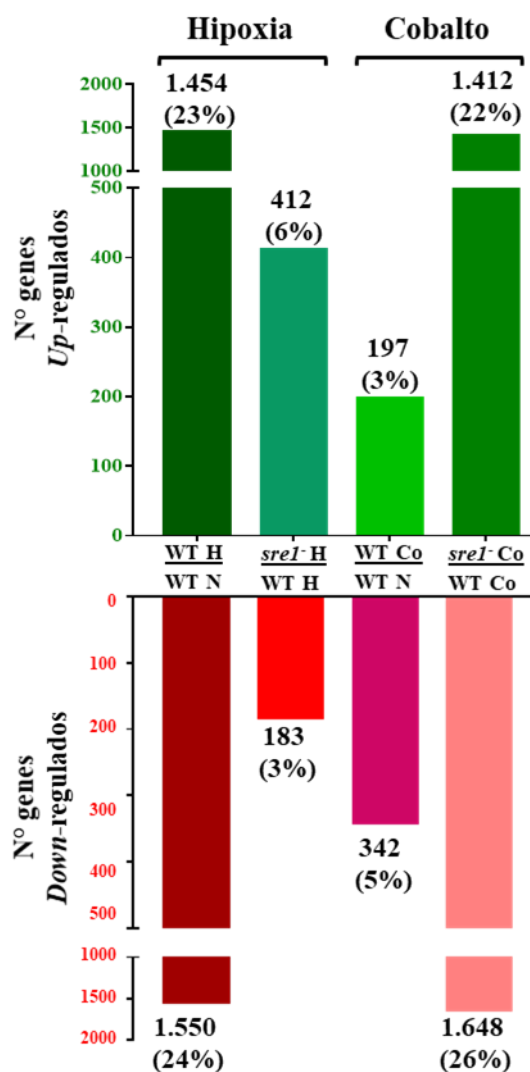 Hipoxia
Cobalto
2000
1500
1000
500
400
300
200
100
0
N° genes
Up-regulados
1.454
(23%)
412
(6%)
197
(3%)
1.412
(22%)
WT H
WT N
sre1- H
WT H
WT Co
WT N
sre1- Co
WT Co
0
100
200
300
400
500
1000
1500
2000
N° genes
Down-regulados
183
(3%)
342
(5%)
1.550
(24%)
1.648
(26%)